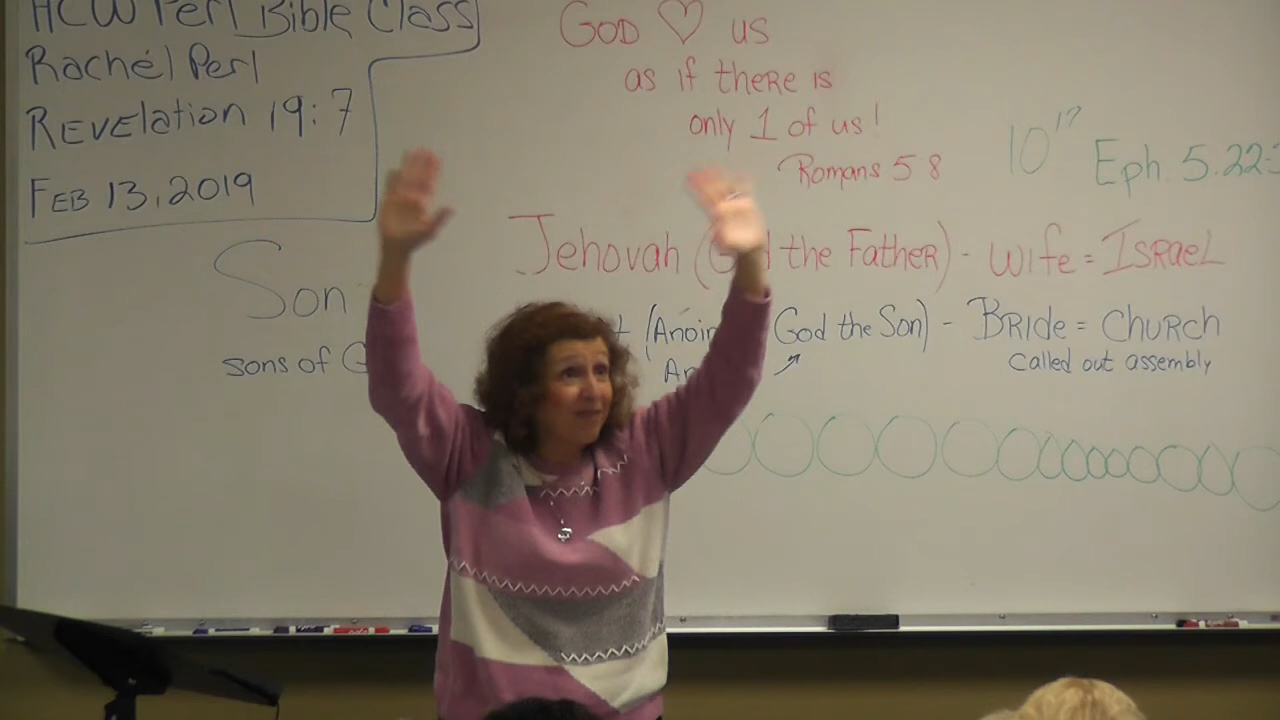 HCW Perl Bible Class
Rachel Perl
Revelation 19:7
Feb 13, 2019
God ♡ us
as if there is
only 1 of us!
Romans 5 8
10¹⁷
Eph. 5.22:
Jehovah (God the Father) - wife = Israel
Son
God the Son) - Bride = Church
sons of
called out assembly